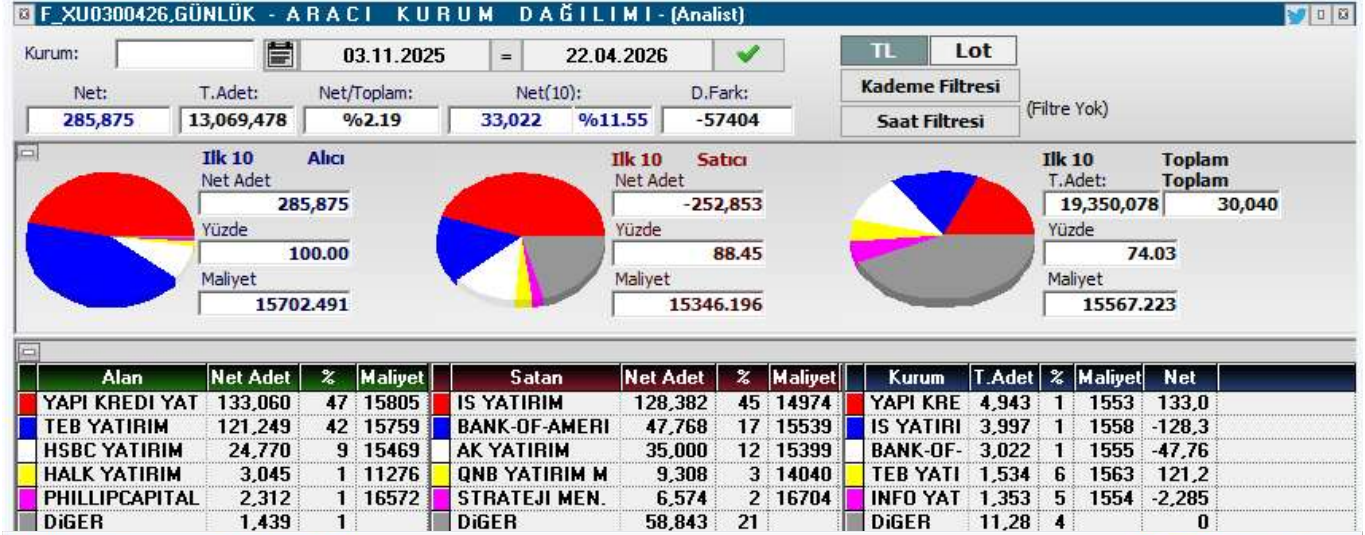 F_XU0300426,GÜNLÜK - A R A C I   K U R U M   D A Ğ I L I M I - (Analist)
Kurum: 03.11.2025 = 22.04.2026 TL Lot
Kademe Filtresi
Net: T.Adet: Net/Toplam: Net(10): D.Fark:
285,875 13,069,478 %2.19 33,022 %11.55 -57404 Saat Filtresi (Filtre Yok)
Ilk 10 Alıcı Ilk 10 Satıcı Ilk 10 Toplam
Net Adet Net Adet T.Adet: Toplam
285,875 -252,853 19,350,078 30,040
Yüzde Yüzde Yüzde
100.00 88.45 74.03
Maliyet Maliyet Maliyet
15702.491 15346.196 15567.223
Alan Net Adet % Maliyet Satan Net Adet % Maliyet Kurum T.Adet % Maliyet Net
YAPI KREDI YAT 133,060 47 15805 IS YATIRIM 128,382 45 14974 YAPI KRE 4,943 1 1553 133,0
TEB YATIRIM 121,249 42 15759 BANK-OF-AMERI 47,768 17 15539 IS YATIRI 3,997 1 1558 -128,3
HSBC YATIRIM 24,770 9 15469 AK YATIRIM 35,000 12 15399 BANK-OF- 3,022 1 1555 -47,76
HALK YATIRIM 3,045 1 11276 QNB YATIRIM M 9,308 3 14040 TEB YATI 1,534 6 1563 121,2
PHILLIPCAPITAL 2,312 1 16572 STRATEJI MEN. 6,574 2 16704 INFO YAT 1,353 5 1554 -2,285
DiĞER 1,439 1 DiĞER 58,843 21 DiĞER 11,28 4 0